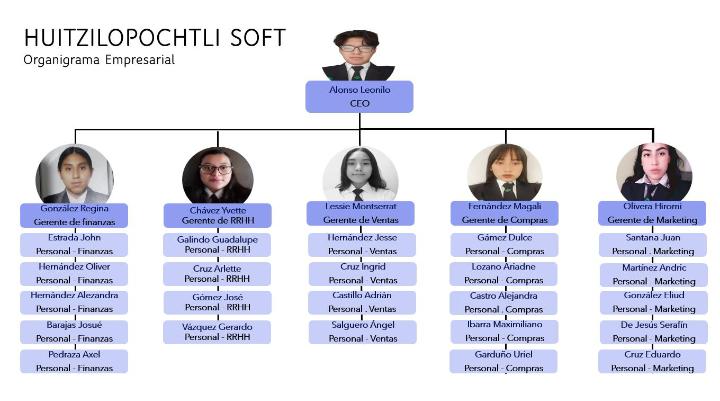 HUITZILOPOCHTLI SOFT
Organigrama Empresarial
Alonso Leonilo
CEO
González Regina
Gerente de finanzas
Estrada John
Personal - Finanzas
Hernández Oliver
Personal - Finanzas
Hernández Alezandra
Personal - Finanzas
Barajas Josué
Personal - Finanzas
Pedraza Axel
Personal - Finanzas
Chávez Yvette
Gerente de RRHH
Galindo Guadalupe
Personal - RRHH
Cruz Arlette
Personal - RRHH
Gómez José
Personal - RRHH
Vázquez Gerardo
Personal - RRHH
Lessie Montserrat
Gerente de Ventas
Hernández Jesse
Personal - Ventas
Cruz Ingrid
Personal - Ventas
Castillo Adrián
Personal . Ventas
Salguero Ángel
Personal - Ventas
Fernández Magali
Gerente de Compras
Gámez Dulce
Personal - Compras
Lozano Ariadne
Personal - Compras
Castro Alejandra
Personal . Compras
Ibarra Maximiliano
Personal - Compras
Garduño Uriel
Personal - Compras
Olivera Hiromi
Gerente de Marketing
Santana Juan
Personal . Marketing
Martínez Andric
Personal . Marketing
González Eliud
Personal - Marketing
De Jesús Serafín
Personal - Marketing
Cruz Eduardo
Personal - Marketing